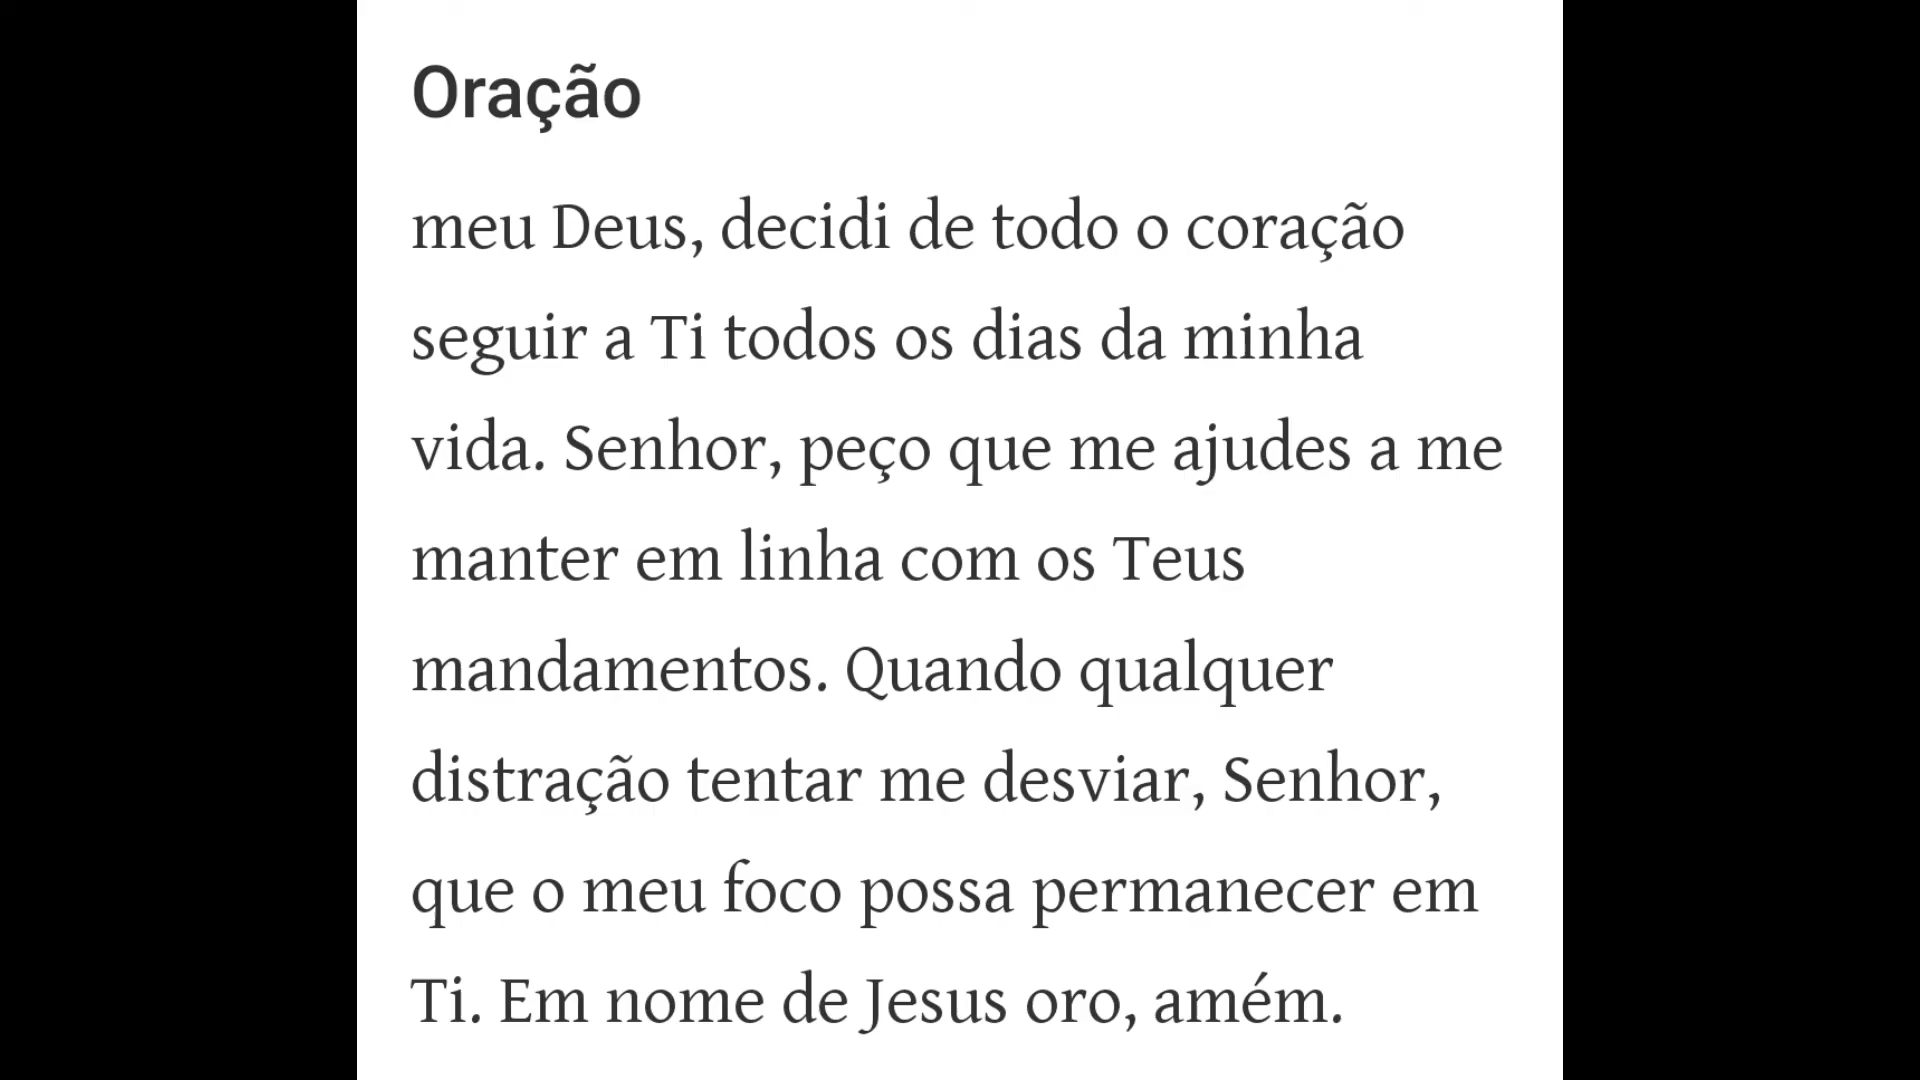 Oração
meu Deus, decidi de todo o coração
seguir a Ti todos os dias da minha
vida. Senhor, peço que me ajudes a me
manter em linha com os Teus
mandamentos. Quando qualquer
distração tentar me desviar, Senhor,
que o meu foco possa permanecer em
Ti. Em nome de Jesus oro, amém.